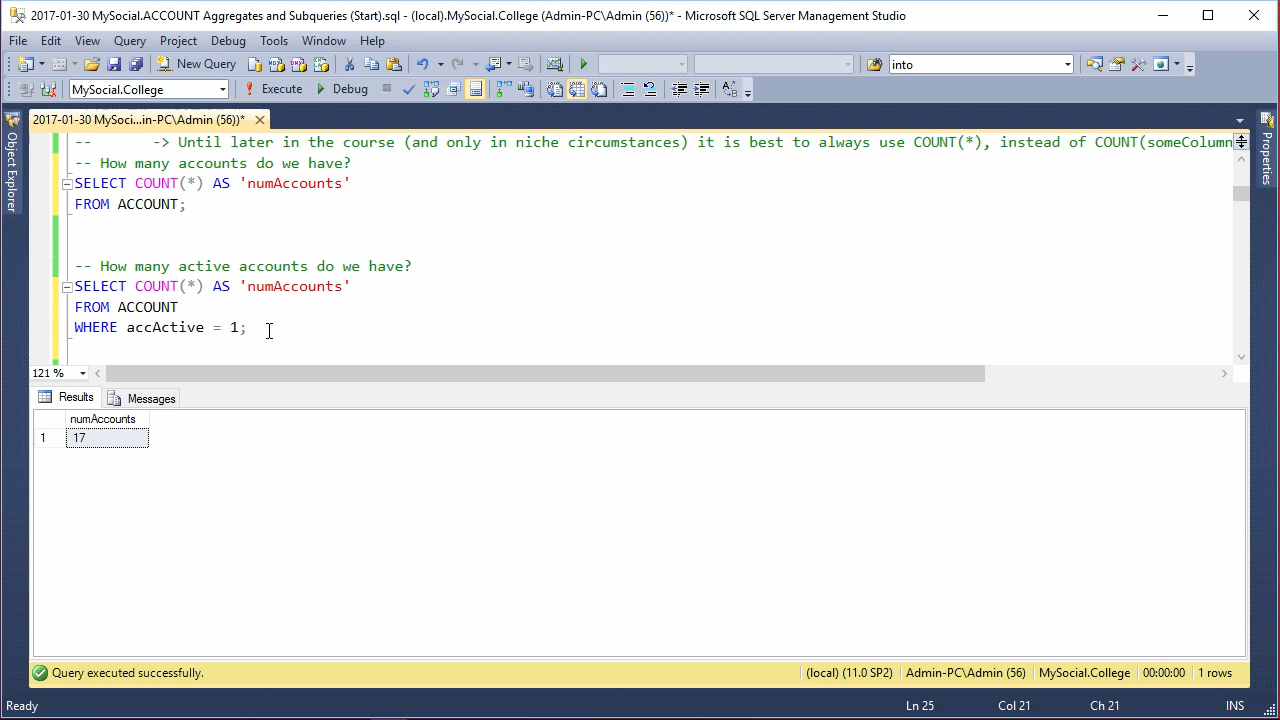 2017-01-30 MySocial.ACCOUNT Aggregates and Subqueries (Start).sql - (local).MySocial.College (Admin-PC\Admin (56))* - Microsoft SQL Server Management Studio
File Edit View Query Project Debug Tools Window Help
New Query into
MySocial.College Execute Debug
2017-01-30 MySoci...in-PC\Admin (56))*
Object Explorer
Properties
-- -> Until later in the course (and only in niche circumstances) it is best to always use COUNT(*), instead of COUNT(someColumn
-- How many accounts do we have?
SELECT COUNT(*) AS 'numAccounts'
FROM ACCOUNT;
-- How many active accounts do we have?
SELECT COUNT(*) AS 'numAccounts'
FROM ACCOUNT
WHERE accActive = 1;
121 %
Results Messages
numAccounts
1 17
Query executed successfully. (local) (11.0 SP2) Admin-PC\Admin (56) MySocial.College 00:00:00 1 rows
Ready Ln 25 Col 21 Ch 21 INS